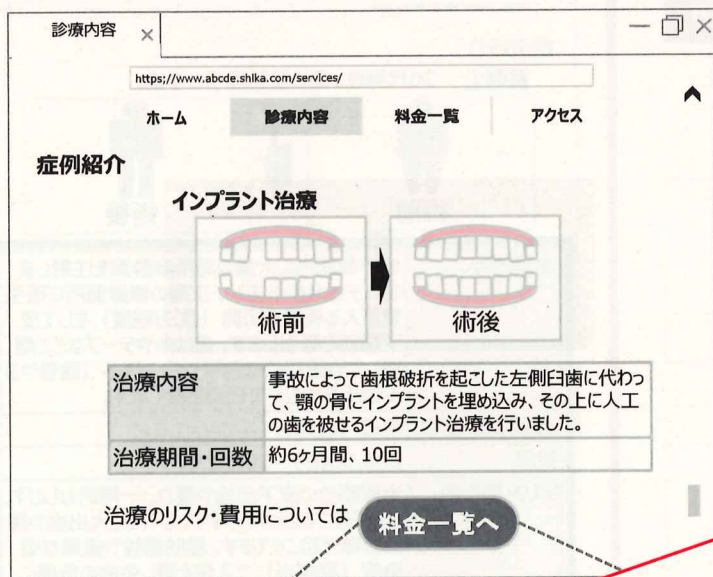 診療内容 ×
https://www.abcde.shika.com/services/
ホーム 診療内容 料金一覧 アクセス
症例紹介
インプラント治療
術前 術後
治療内容 事故によって歯根破折を起こした左側臼歯に代わっ
て、顎の骨にインプラントを埋め込み、その上に人工
の歯を被せるインプラント治療を行いました。
治療期間・回数 約6ヶ月間、10回
治療のリスク・費用については 料金一覧へ